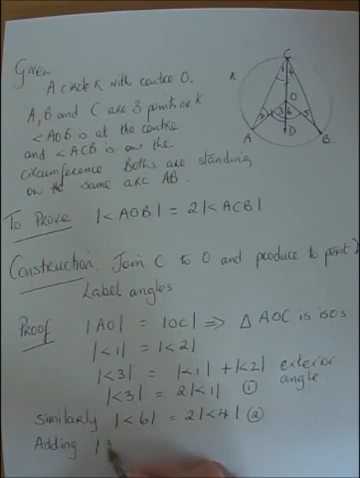 Given
A circle K with centre O.
A, B and C are 3 points on K
<AOB is at the centre
and <ACB is on the
circumference Both are standing
on the same arc AB.
To Prove |<AOB| = 2|<ACB|
Construction. Join C to O and produce to point D
Label angles
Proof |AO| = |OC| => Δ AOC is isos
|<1| = |<2|
|<3| = |<1| + |<2| exterior angle
|<3| = 2|<1| ①
Similarly |<6| = 2|<4| ②
Adding |
K
C
O
A
D
B